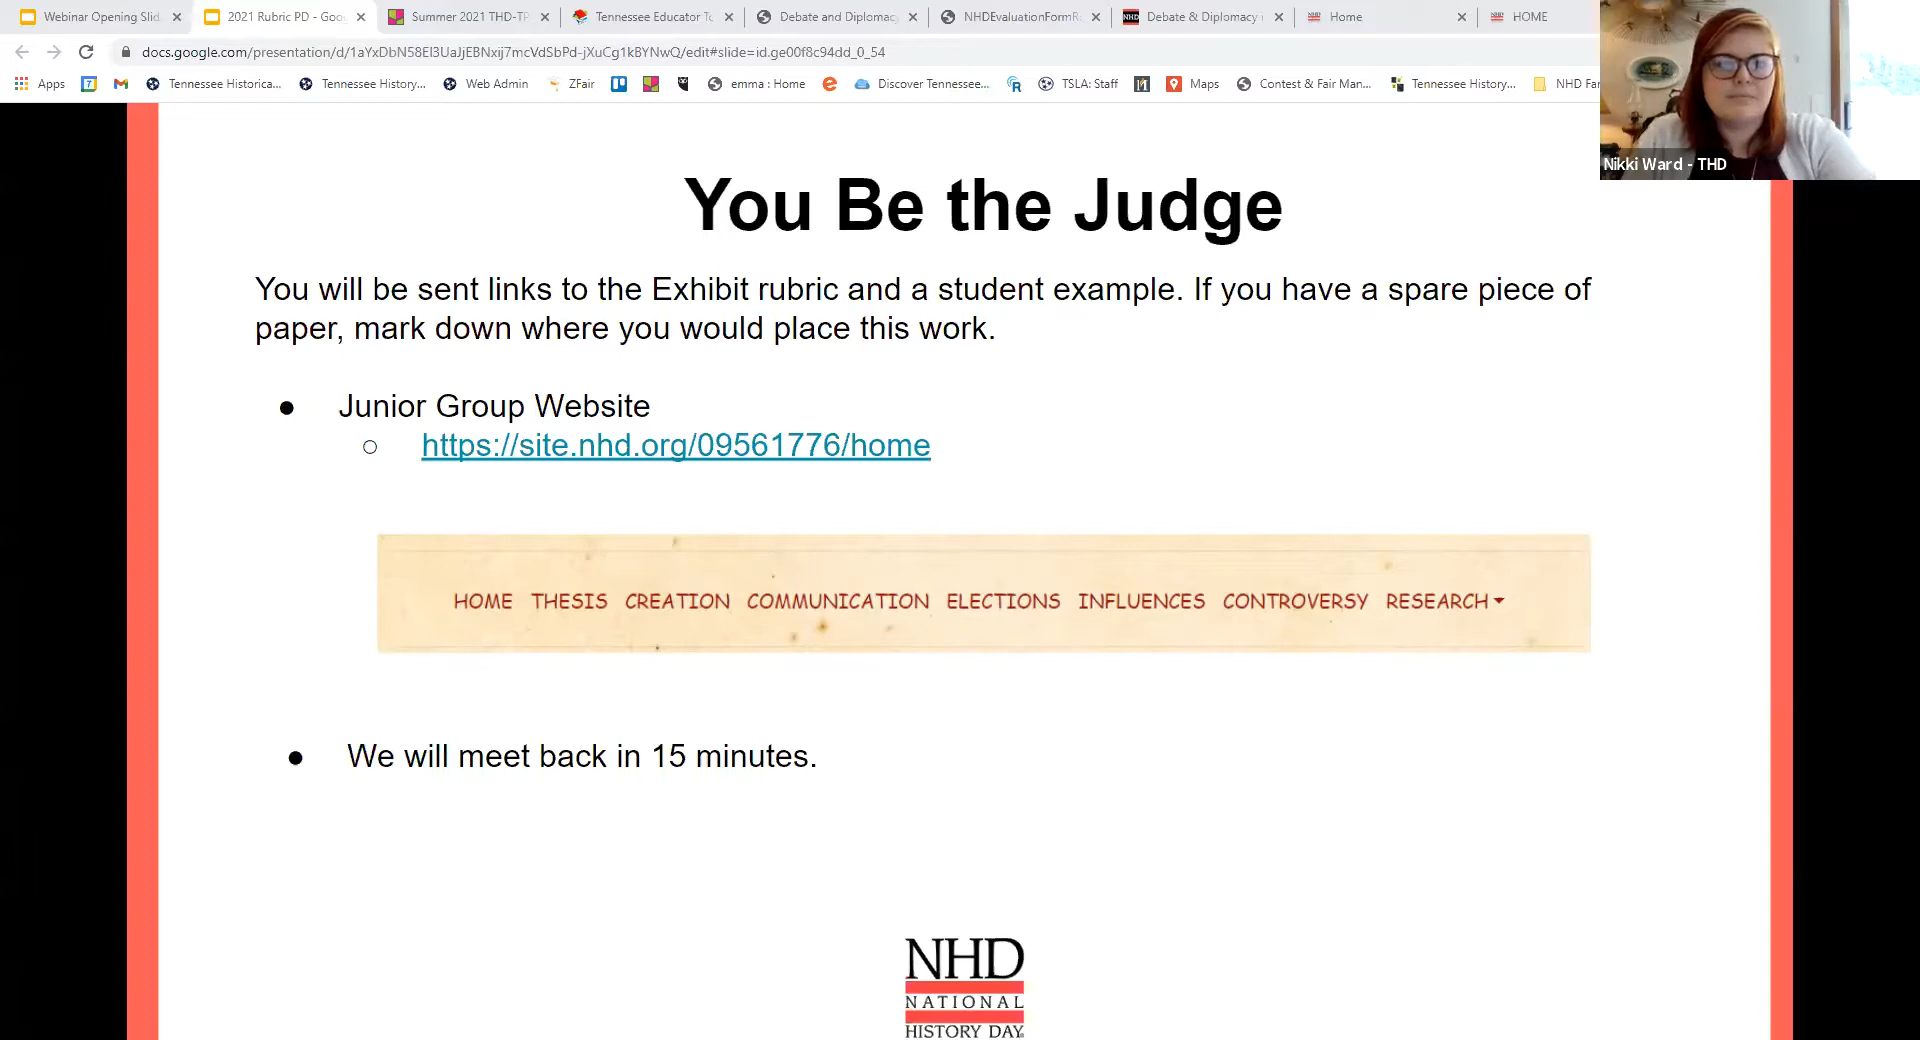 Webinar Opening Slid
2021 Rubric PD - Goo
Summer 2021 THD-TP
Tennessee Educator To
Debate and Diplomacy
NHDEvaluationFormR
Debate & Diplomacy
Home
HOME
docs.google.com/presentation/d/1aYxDbN58El3UaJjEBNxij7mcVdSbPd-jXuCg1kBYNwQ/edit#slide=id.ge00f8c94dd_0_54
Apps
Tennessee Historica...
Tennessee History...
Web Admin
ZFair
emma : Home
Discover Tennessee...
TSLA: Staff
Maps
Contest & Fair Man...
Tennessee History...
NHD Far
Nikki Ward - THD
You Be the Judge
You will be sent links to the Exhibit rubric and a student example. If you have a spare piece of
paper, mark down where you would place this work.
● Junior Group Website
○ https://site.nhd.org/09561776/home
HOME THESIS CREATION COMMUNICATION ELECTIONS INFLUENCES CONTROVERSY RESEARCH
● We will meet back in 15 minutes.
NHD
NATIONAL
HISTORY DAY